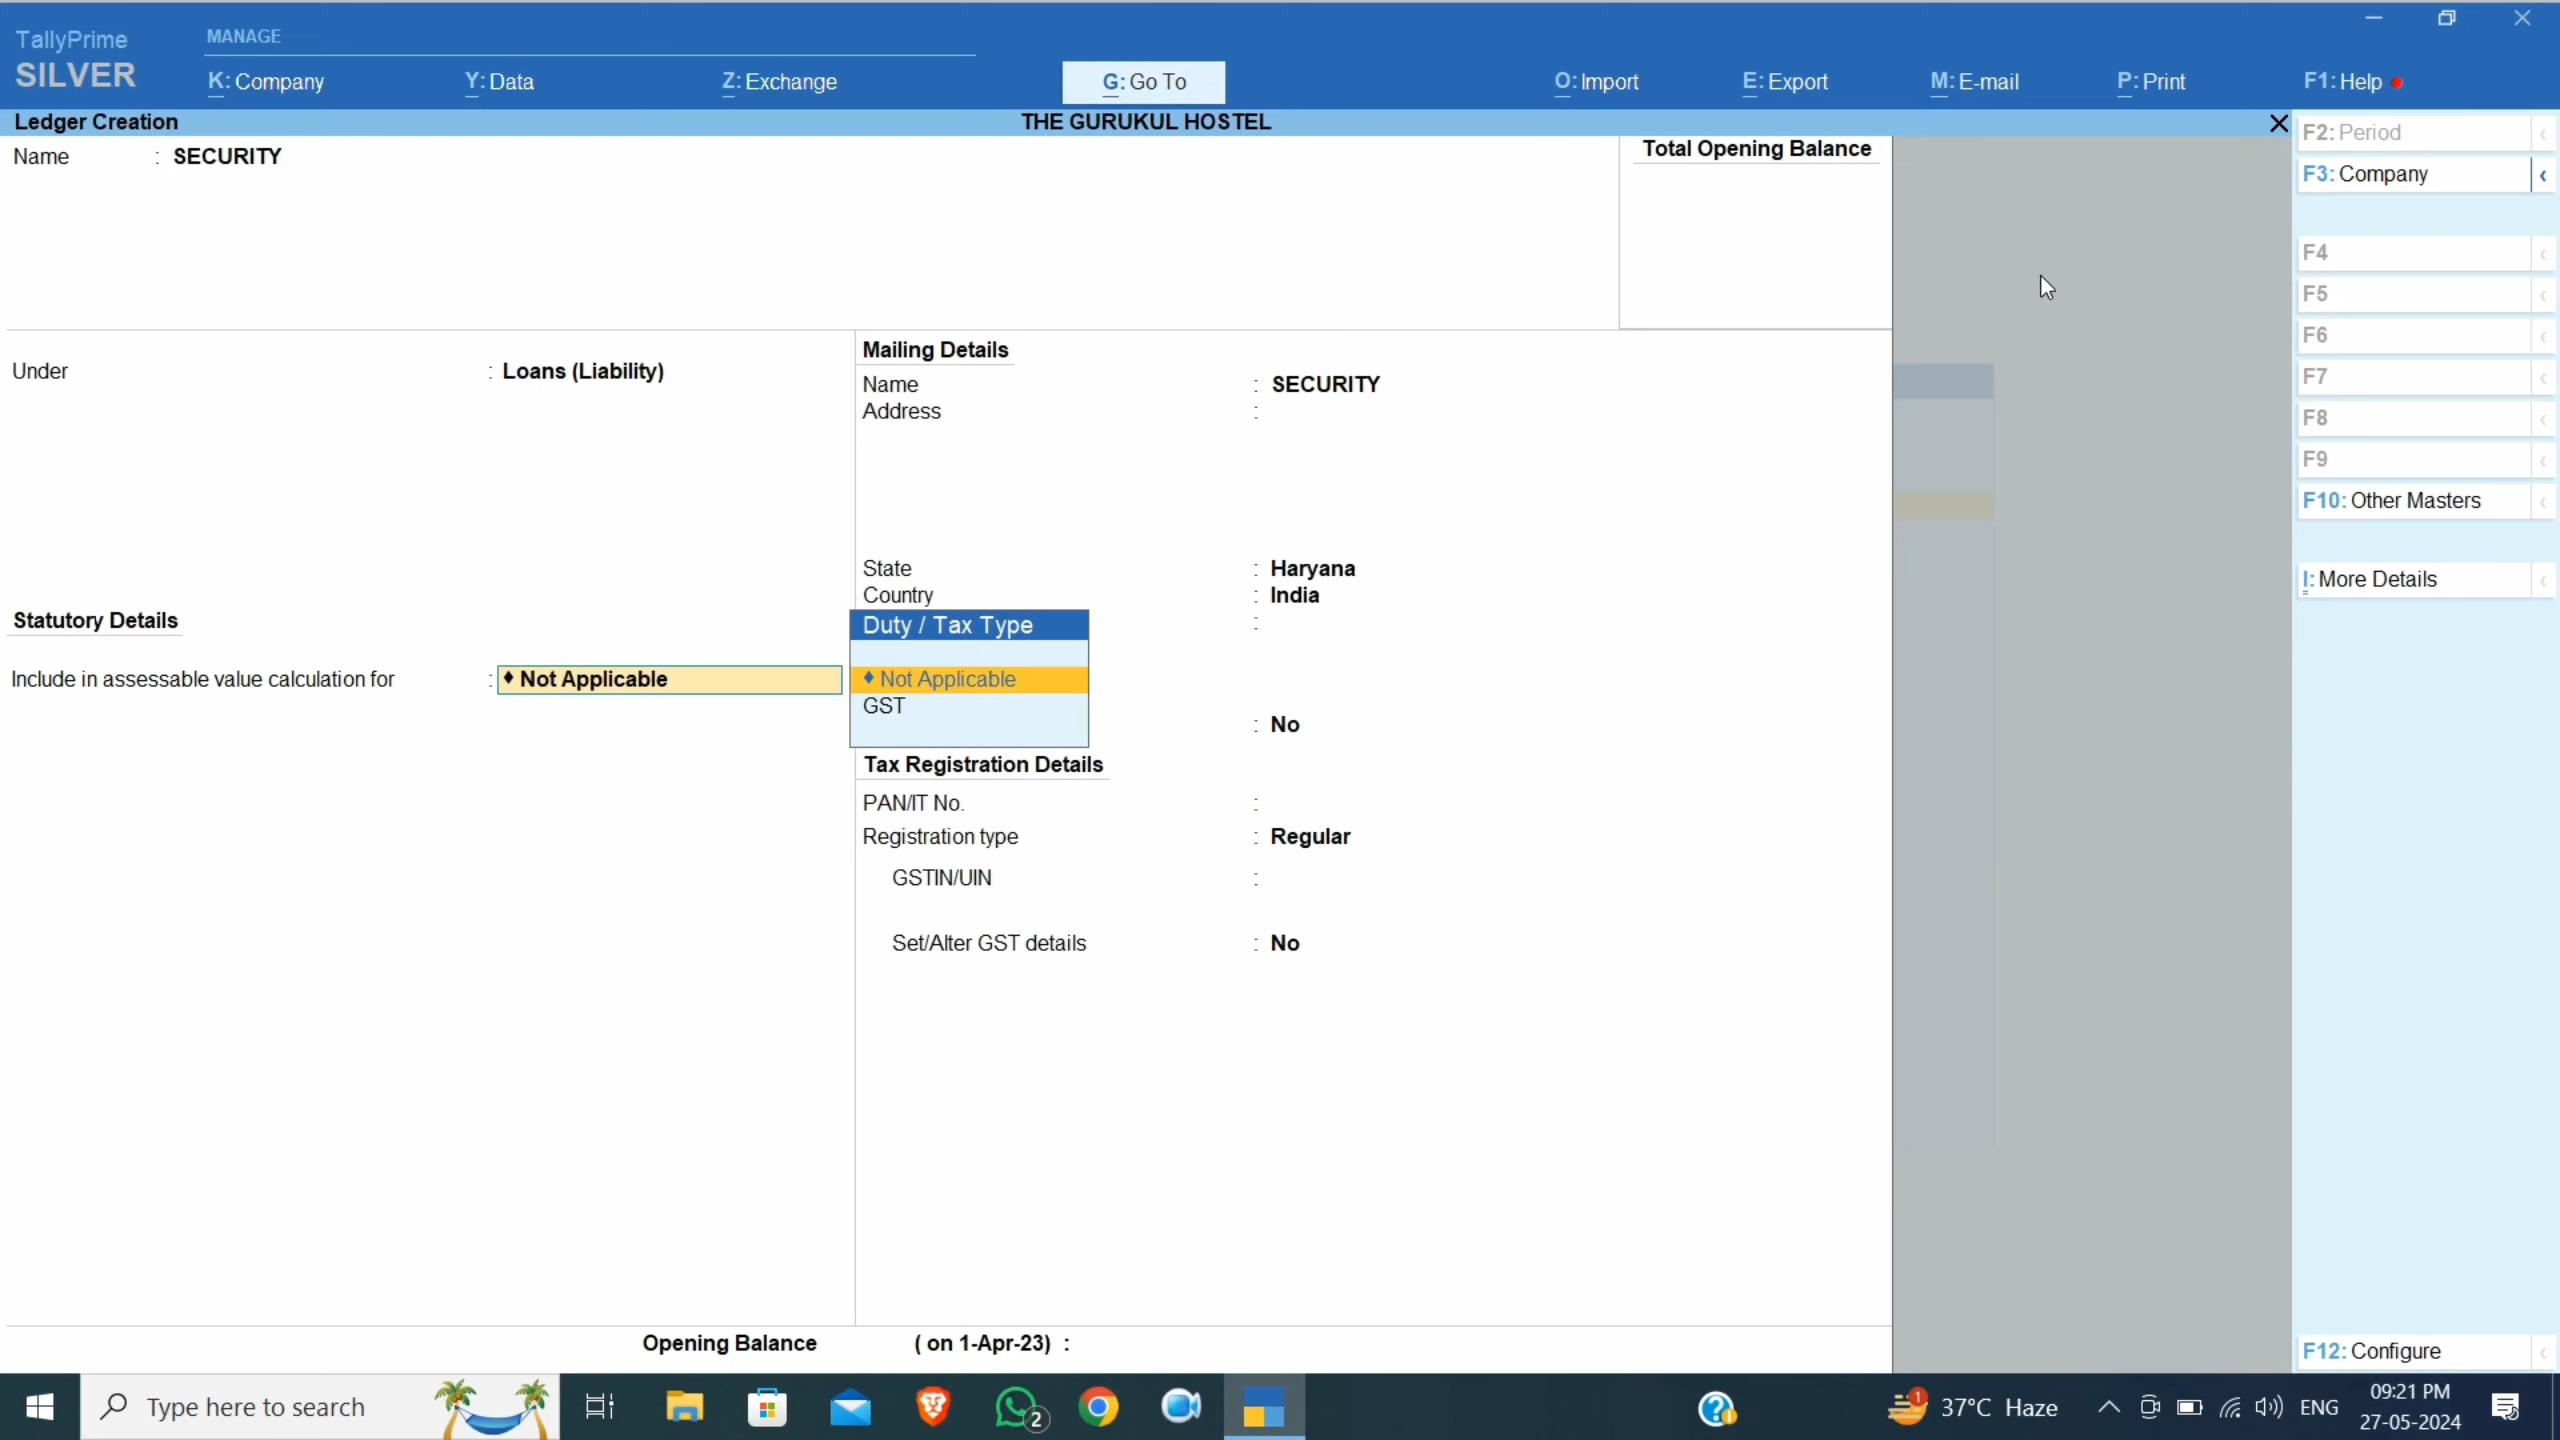 TallyPrime
SILVER
MANAGE
K: Company
Y: Data
Z: Exchange
G: Go To
O: Import
E: Export
M: E-mail
P: Print
F1: Help
Ledger Creation
THE GURUKUL HOSTEL
Name : SECURITY
Total Opening Balance
Under : Loans (Liability)
Statutory Details
Include in assessable value calculation for : ♦ Not Applicable
Mailing Details
Name : SECURITY
Address :
State : Haryana
Country : India
:
Duty / Tax Type
♦ Not Applicable
GST
: No
Tax Registration Details
PAN/IT No. :
Registration type : Regular
GSTIN/UIN :
Set/Alter GST details : No
Opening Balance ( on 1-Apr-23) :
F2: Period
F3: Company
F4
F5
F6
F7
F8
F9
F10: Other Masters
I: More Details
F12: Configure
Type here to search
2
1
37°C Haze
ENG
09:21 PM
27-05-2024